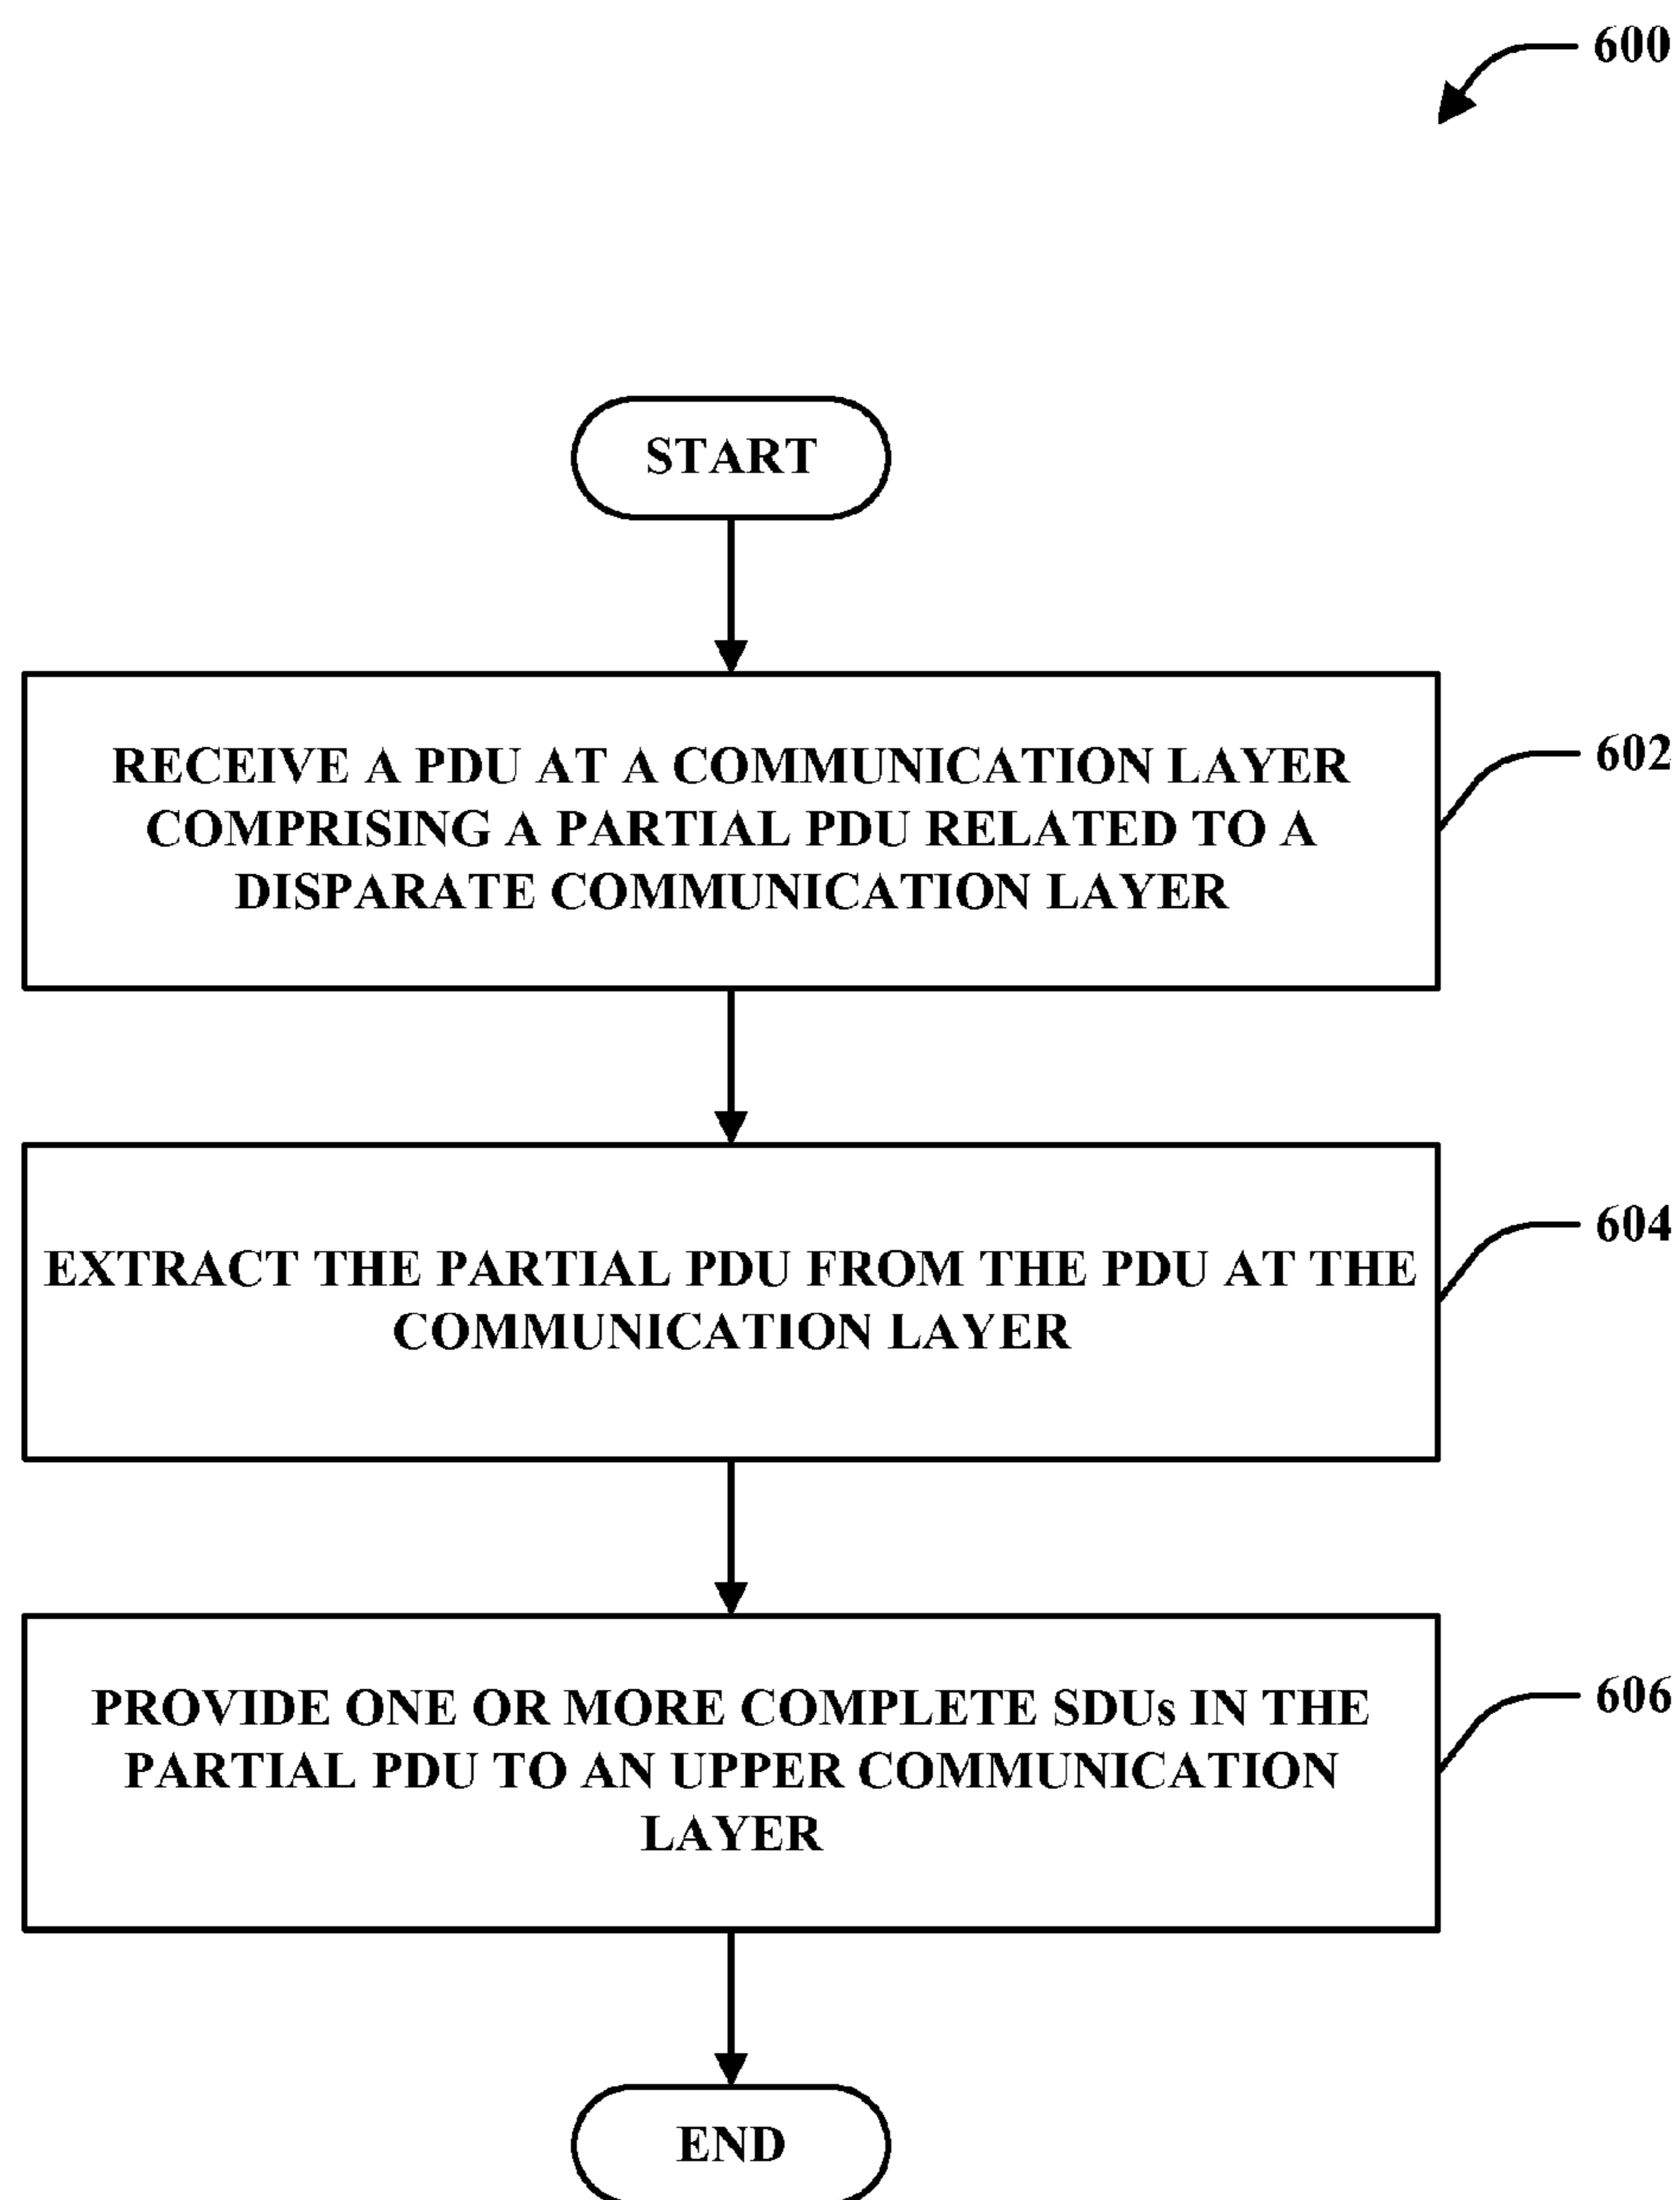 600
START
RECEIVE A PDU AT A COMMUNICATION LAYER
COMPRISING A PARTIAL PDU RELATED TO A
DISPARATE COMMUNICATION LAYER
602
EXTRACT THE PARTIAL PDU FROM THE PDU AT THE
COMMUNICATION LAYER
604
PROVIDE ONE OR MORE COMPLETE SDUs IN THE
PARTIAL PDU TO AN UPPER COMMUNICATION
LAYER
606
END